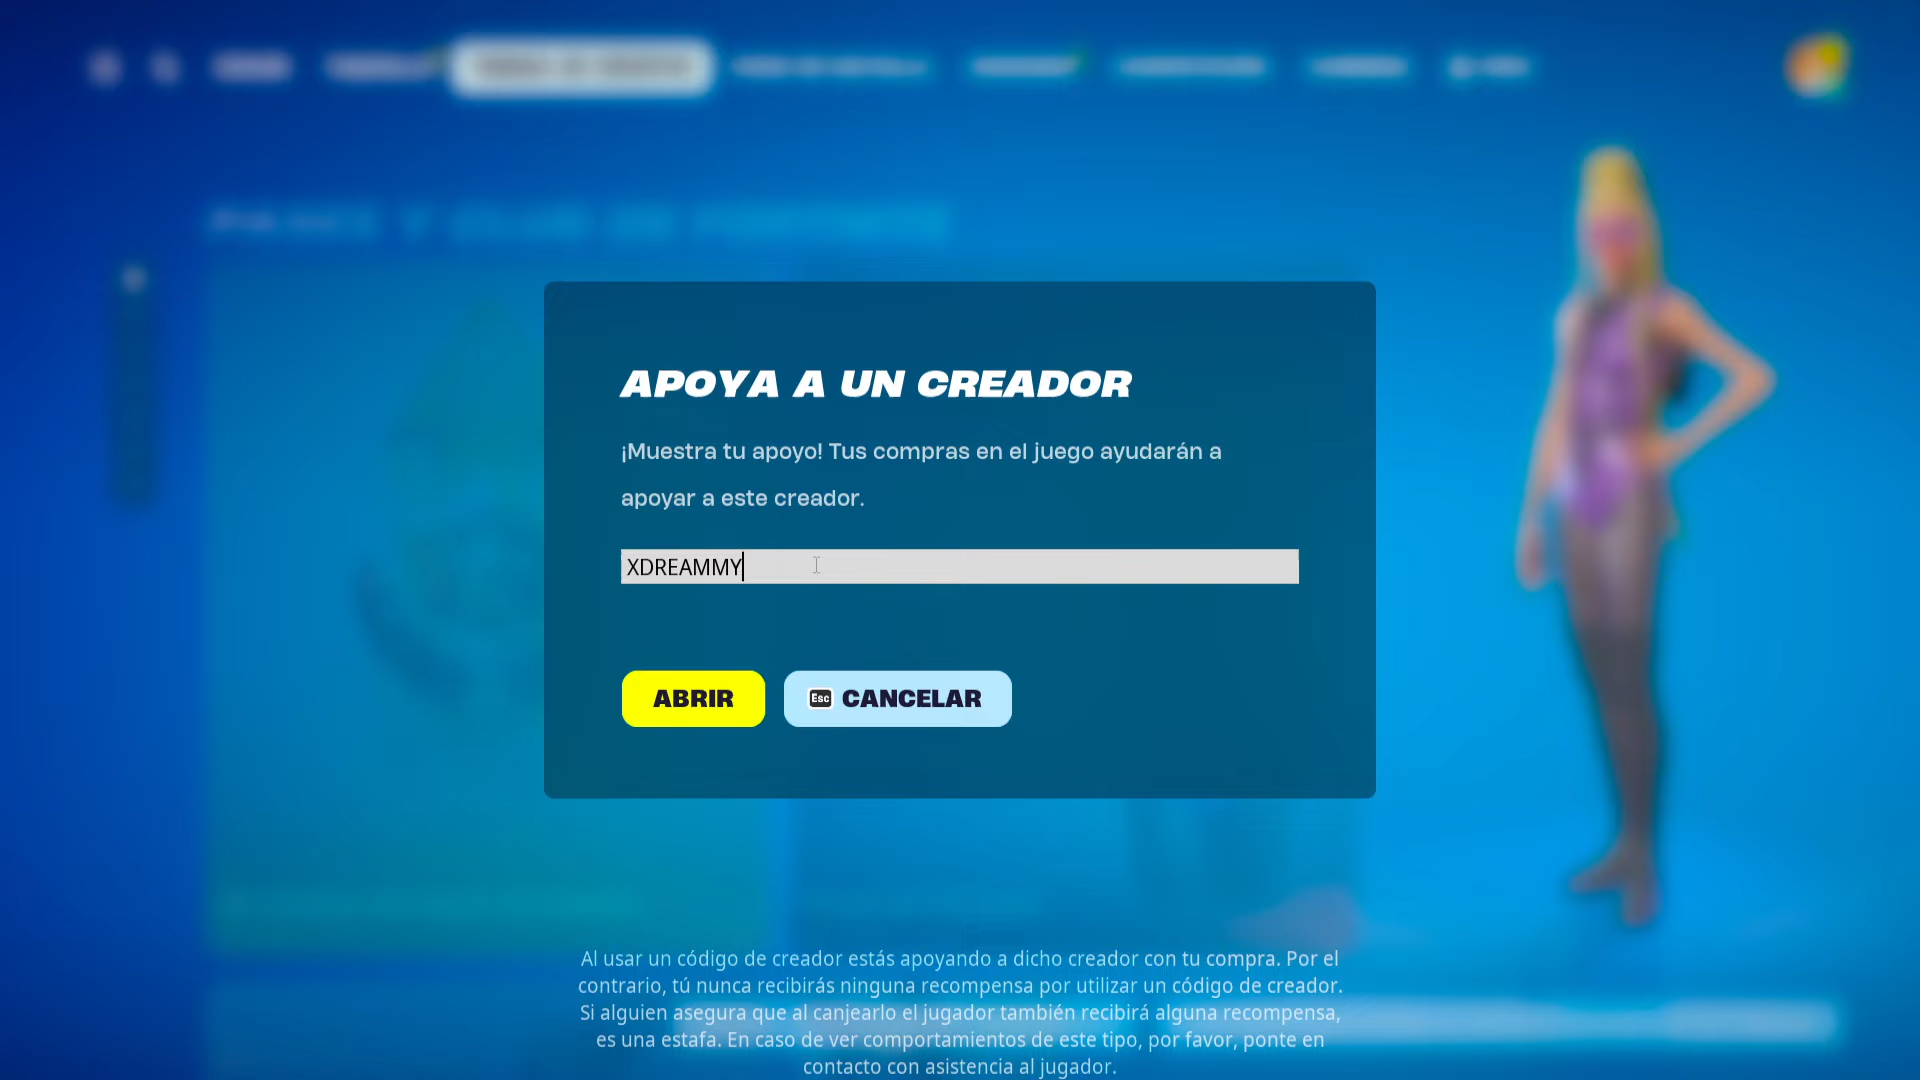 APOYA A UN CREADOR
¡Muestra tu apoyo! Tus compras en el juego ayudarán a
apoyar a este creador.
XDREAMMY
ABRIR
Esc CANCELAR
Al usar un código de creador estás apoyando a dicho creador con tu compra. Por el
contrario, tú nunca recibirás ninguna recompensa por utilizar un código de creador.
Si alguien asegura que al canjearlo el jugador también recibirá alguna recompensa,
es una estafa. En caso de ver comportamientos de este tipo, por favor, ponte en
contacto con asistencia al jugador.